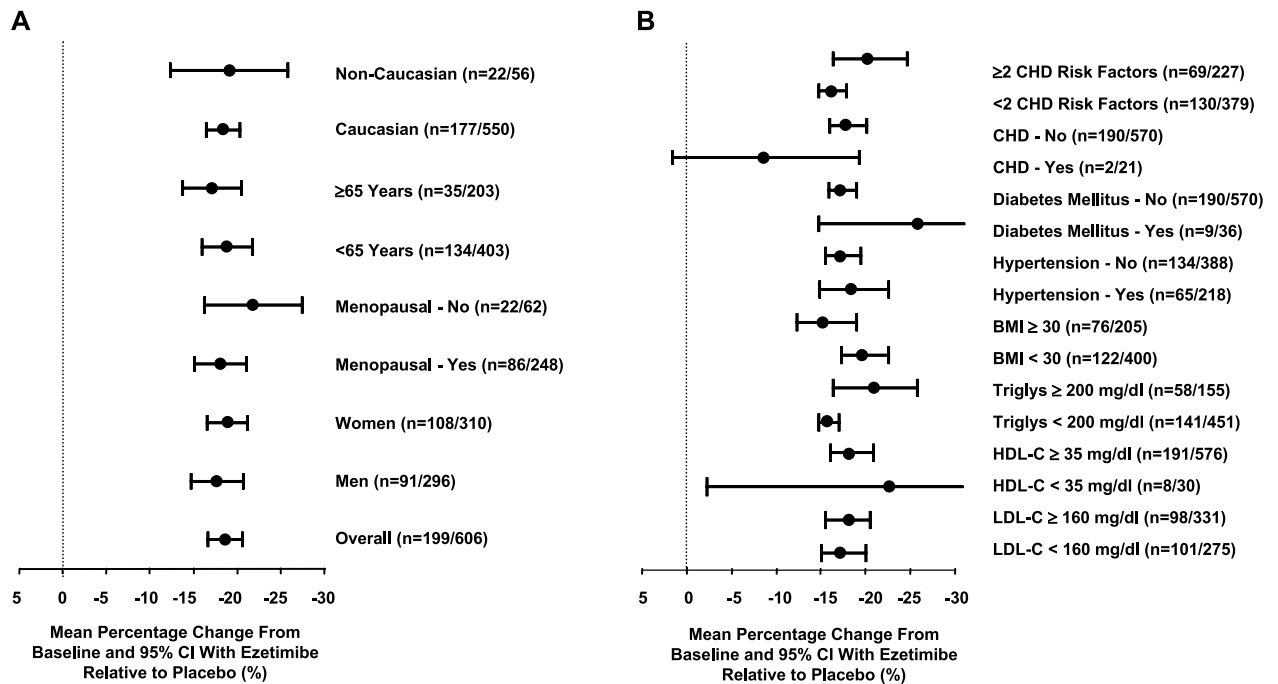 A
Non-Caucasian (n=22/56)
Caucasian (n=177/550)
≥65 Years (n=35/203)
<65 Years (n=134/403)
Menopausal - No (n=22/62)
Menopausal - Yes (n=86/248)
Women (n=108/310)
Men (n=91/296)
Overall (n=199/606)
5 0 -5 -10 -15 -20 -25 -30
Mean Percentage Change From
Baseline and 95% CI With Ezetimibe
Relative to Placebo (%)
B
≥2 CHD Risk Factors (n=69/227)
<2 CHD Risk Factors (n=130/379)
CHD - No (n=190/570)
CHD - Yes (n=2/21)
Diabetes Mellitus - No (n=190/570)
Diabetes Mellitus - Yes (n=9/36)
Hypertension - No (n=134/388)
Hypertension - Yes (n=65/218)
BMI ≥ 30 (n=76/205)
BMI < 30 (n=122/400)
Triglys ≥ 200 mg/dl (n=58/155)
Triglys < 200 mg/dl (n=141/451)
HDL-C ≥ 35 mg/dl (n=191/576)
HDL-C < 35 mg/dl (n=8/30)
LDL-C ≥ 160 mg/dl (n=98/331)
LDL-C < 160 mg/dl (n=101/275)
5 0 -5 -10 -15 -20 -25 -30
Mean Percentage Change From
Baseline and 95% CI With Ezetimibe
Relative to Placebo (%)